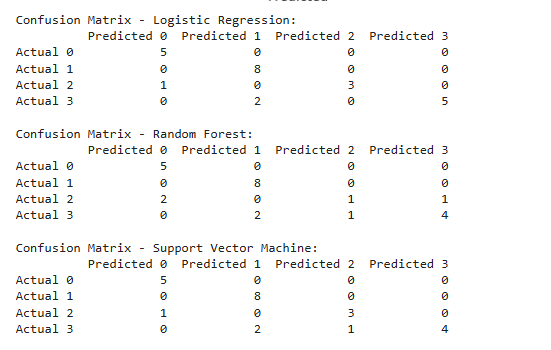 Confusion Matrix - Logistic Regression:
Predicted 0 Predicted 1 Predicted 2 Predicted 3
Actual 0 5 0 0 0
Actual 1 0 8 0 0
Actual 2 1 0 3 0
Actual 3 0 2 0 5
Confusion Matrix - Random Forest:
Predicted 0 Predicted 1 Predicted 2 Predicted 3
Actual 0 5 0 0 0
Actual 1 0 8 0 0
Actual 2 2 0 1 1
Actual 3 0 2 1 4
Confusion Matrix - Support Vector Machine:
Predicted 0 Predicted 1 Predicted 2 Predicted 3
Actual 0 5 0 0 0
Actual 1 0 8 0 0
Actual 2 1 0 3 0
Actual 3 0 2 1 4